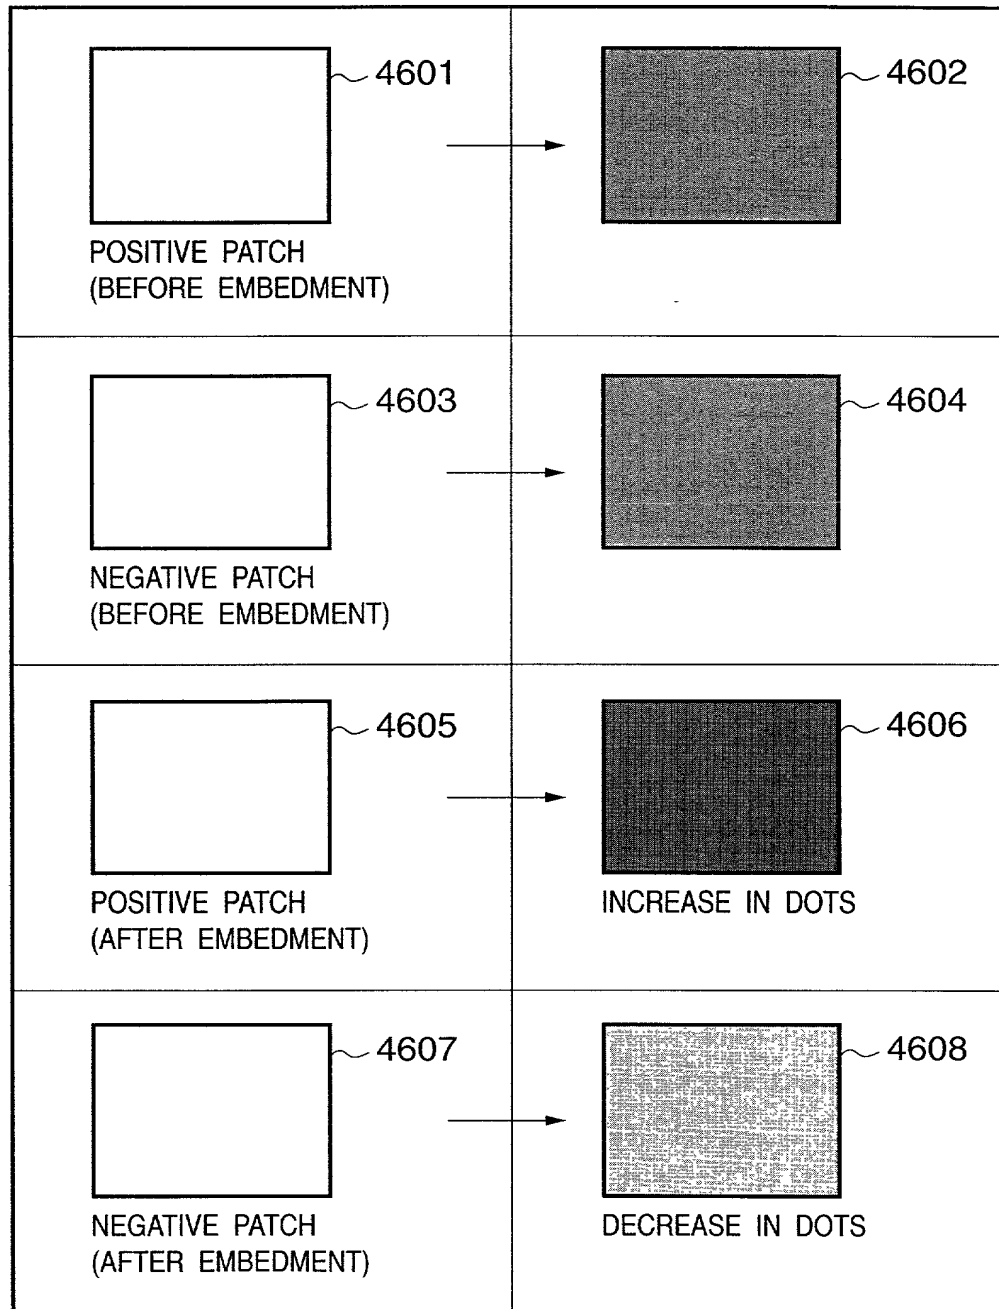 4601
4602
POSITIVE PATCH
(BEFORE EMBEDMENT)
4603
4604
NEGATIVE PATCH
(BEFORE EMBEDMENT)
4605
4606
POSITIVE PATCH
(AFTER EMBEDMENT)
INCREASE IN DOTS
4607
4608
NEGATIVE PATCH
(AFTER EMBEDMENT)
DECREASE IN DOTS